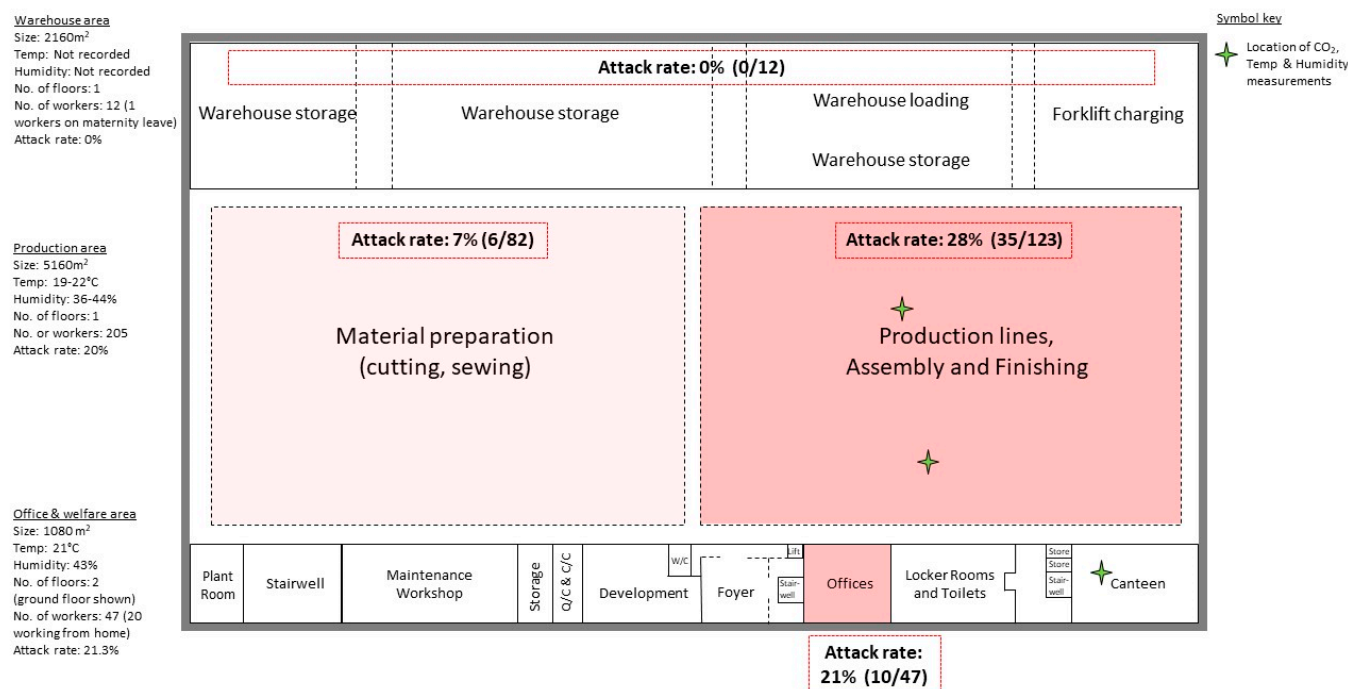 Warehouse area
Size: 2160m²
Temp: Not recorded
Humidity: Not recorded
No. of floors: 1
No. of workers: 12 (1
workers on maternity leave)
Attack rate: 0%
Symbol key
Location of CO₂,
Temp & Humidity
measurements
Attack rate: 0% (0/12)
Warehouse storage
Warehouse storage
Warehouse loading
Warehouse storage
Forklift charging
Production area
Size: 5160m²
Temp: 19-22°C
Humidity: 36-44%
No. of floors: 1
No. or workers: 205
Attack rate: 20%
Attack rate: 7% (6/82)
Material preparation
(cutting, sewing)
Attack rate: 28% (35/123)
Production lines,
Assembly and Finishing
Office & welfare area
Size: 1080 m²
Temp: 21°C
Humidity: 43%
No. of floors: 2
(ground floor shown)
No. of workers: 47 (20
working from home)
Attack rate: 21.3%
Plant
Room
Stairwell
Maintenance
Workshop
Storage
Q/C & C/C
Development
W/C
Foyer
Lift
Stair-
well
Offices
Locker Rooms
and Toilets
Store
Store
Stair-
well
Canteen
Attack rate:
21% (10/47)